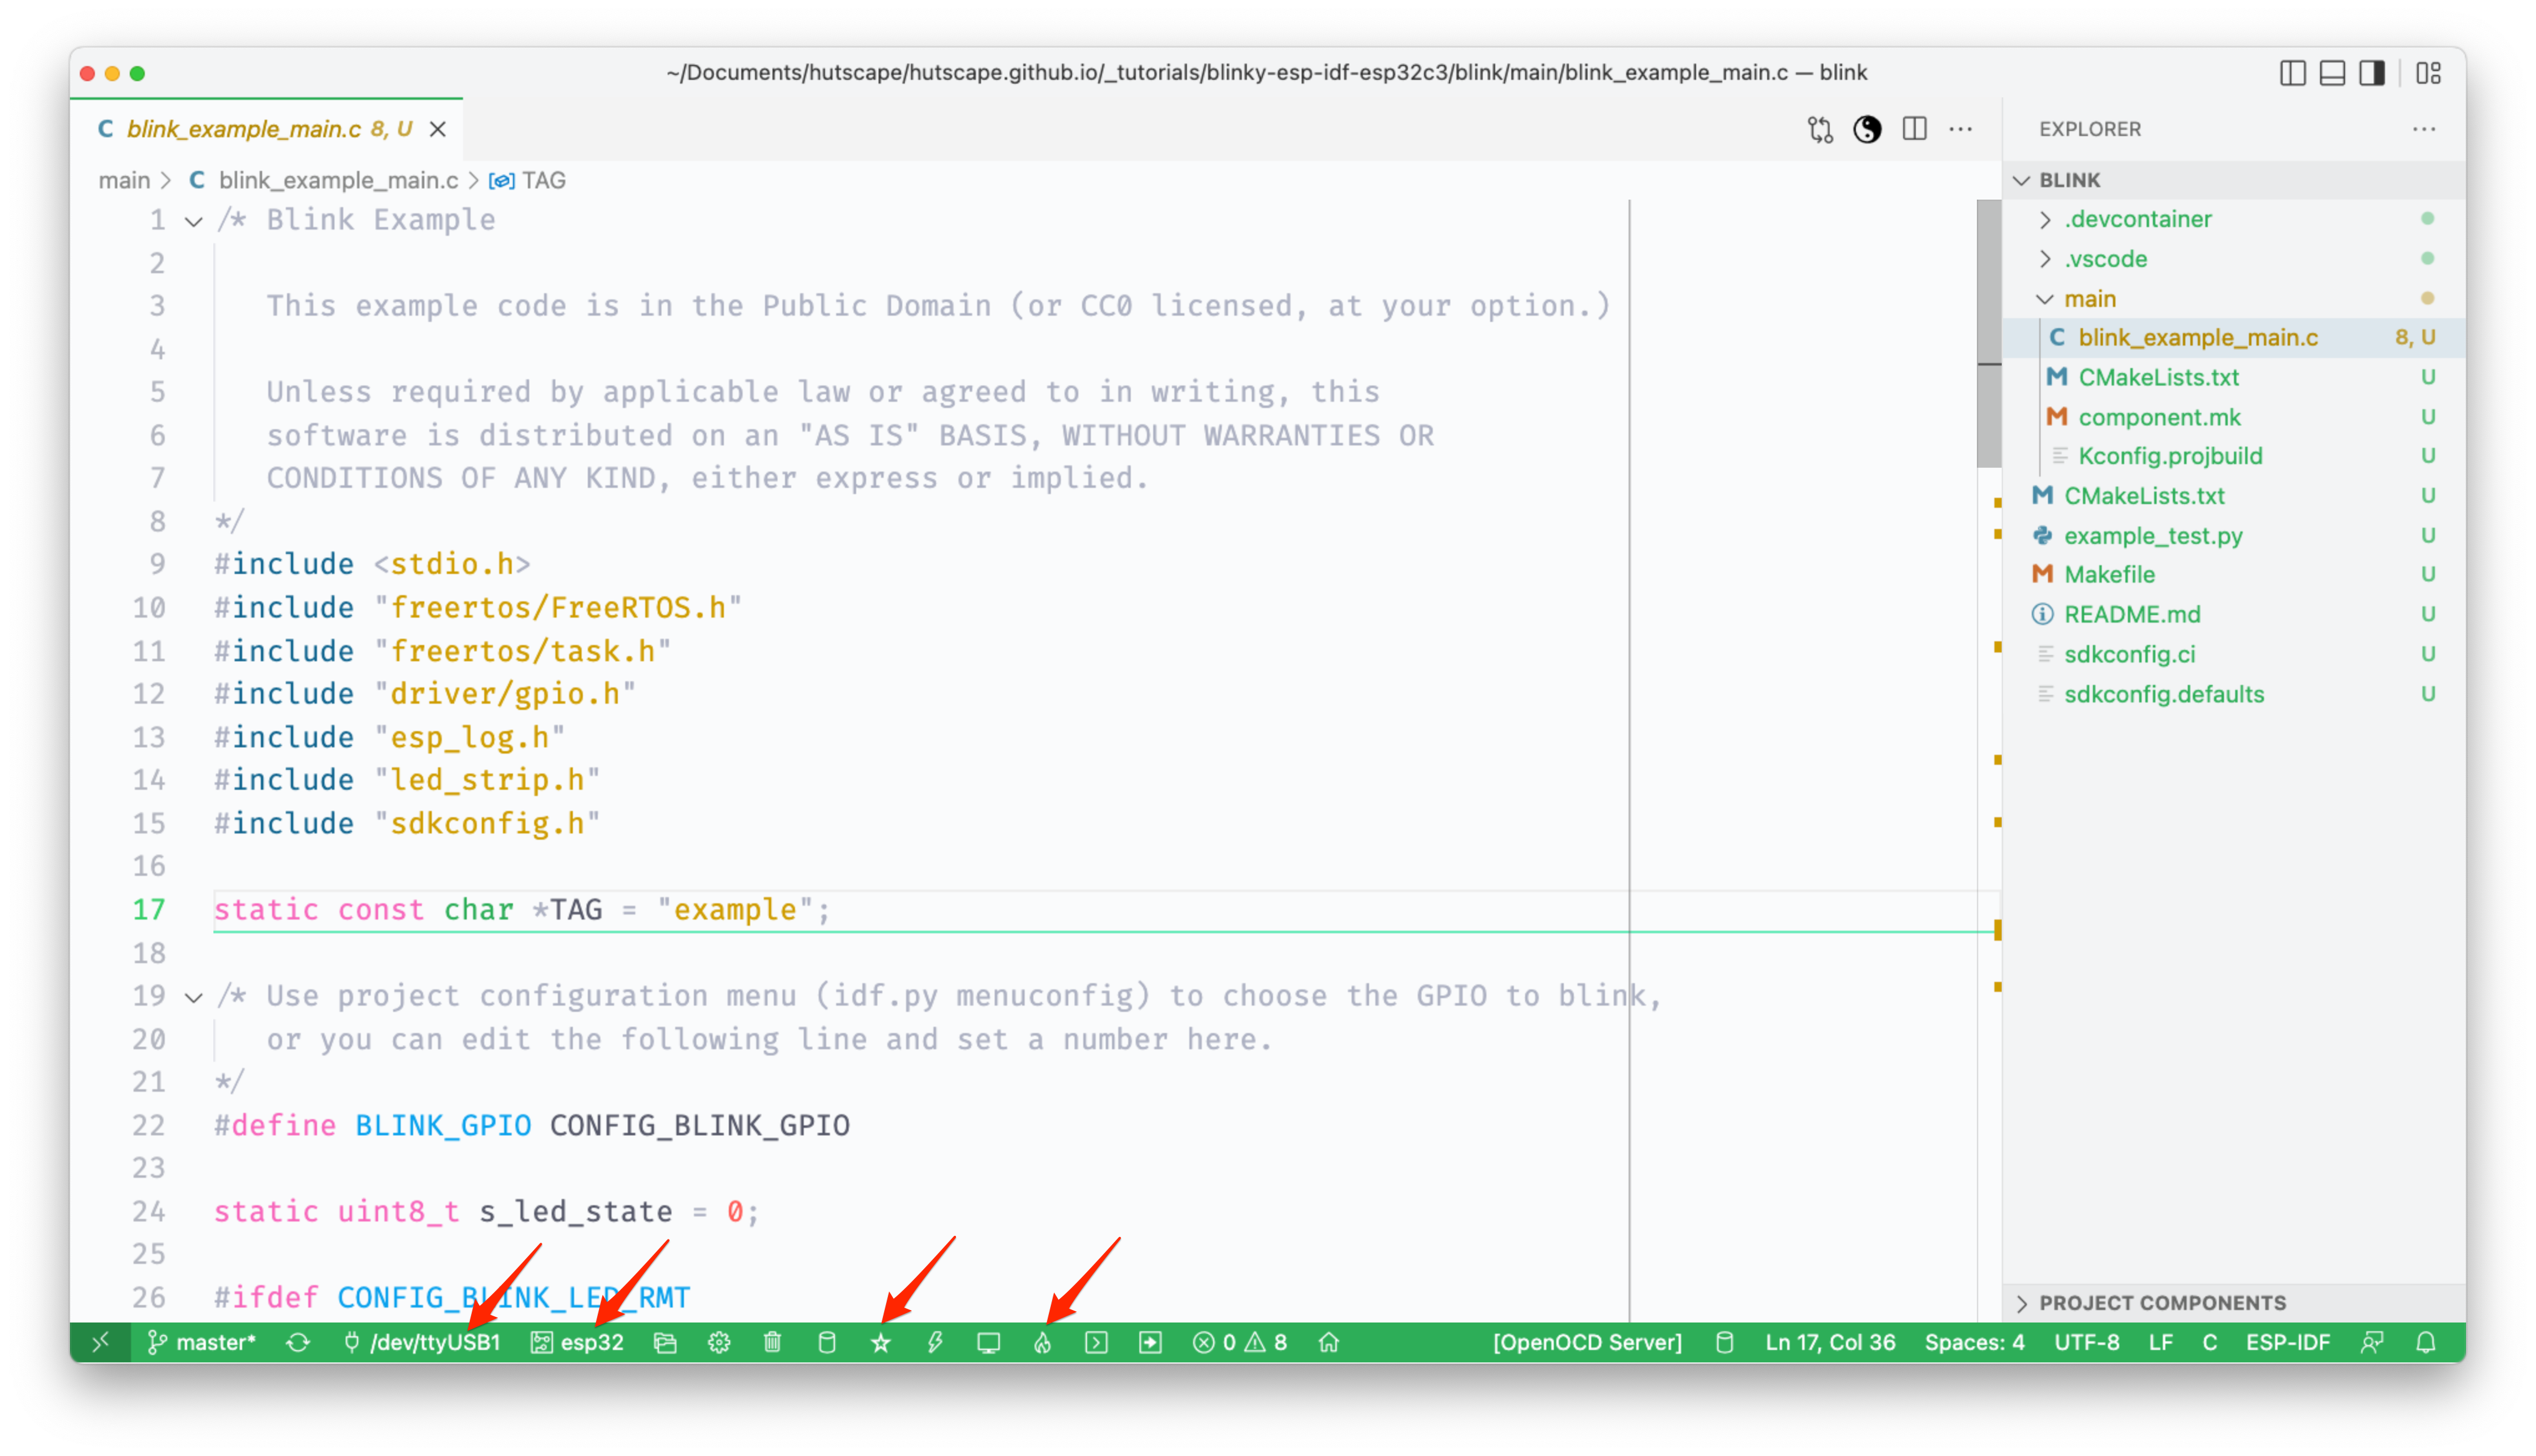 ~/Documents/hutscape/hutscape.github.io/_tutorials/blinky-esp-idf-esp32c3/blink/main/blink_example_main.c — blink
C blink_example_main.c 8, U
main > C blink_example_main.c > TAG
1 /* Blink Example
2
3 This example code is in the Public Domain (or CC0 licensed, at your option.)
4
5 Unless required by applicable law or agreed to in writing, this
6 software is distributed on an "AS IS" BASIS, WITHOUT WARRANTIES OR
7 CONDITIONS OF ANY KIND, either express or implied.
8 */
9 #include <stdio.h>
10 #include "freertos/FreeRTOS.h"
11 #include "freertos/task.h"
12 #include "driver/gpio.h"
13 #include "esp_log.h"
14 #include "led_strip.h"
15 #include "sdkconfig.h"
16
17 static const char *TAG = "example";
18
19 /* Use project configuration menu (idf.py menuconfig) to choose the GPIO to blink,
20 or you can edit the following line and set a number here.
21 */
22 #define BLINK_GPIO CONFIG_BLINK_GPIO
23
24 static uint8_t s_led_state = 0;
25
26 #ifdef CONFIG_BLINK_LED_RMT
EXPLORER
BLINK
.devcontainer
.vscode
main
C blink_example_main.c 8, U
M CMakeLists.txt U
M component.mk U
Kconfig.projbuild U
M CMakeLists.txt U
example_test.py U
M Makefile U
README.md U
sdkconfig.ci U
sdkconfig.defaults U
PROJECT COMPONENTS
master* /dev/ttyUSB1 esp32 0 8 [OpenOCD Server] Ln 17, Col 36 Spaces: 4 UTF-8 LF C ESP-IDF